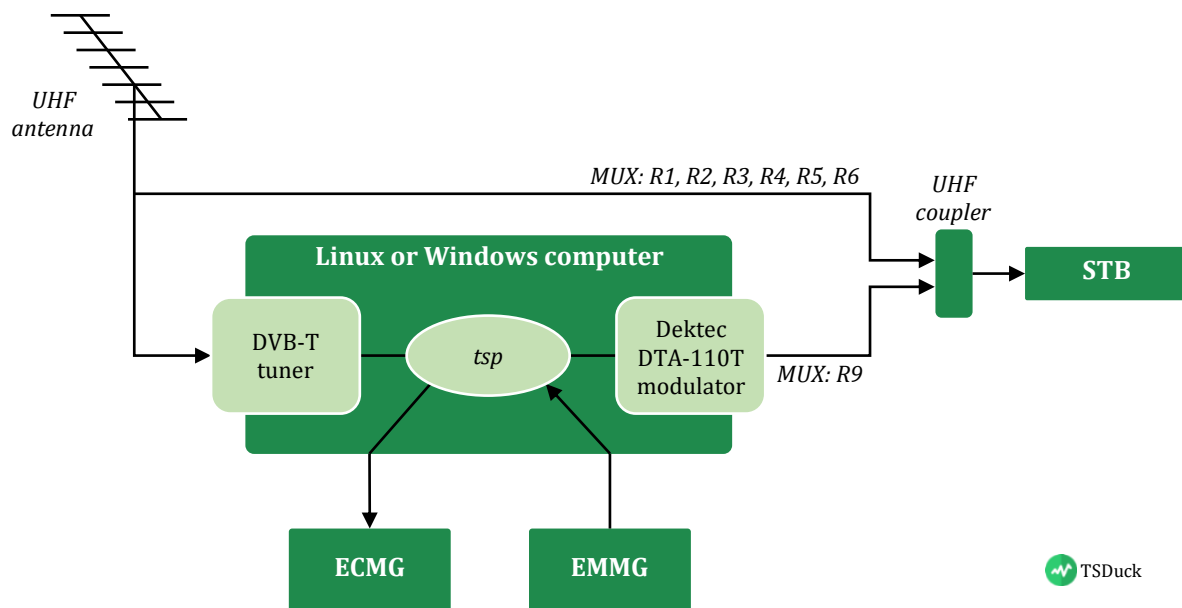 UHF
antenna
MUX: R1, R2, R3, R4, R5, R6
UHF
coupler
Linux or Windows computer
STB
DVB-T
tuner
tsp
Dektec
DTA-110T
modulator
MUX: R9
ECMG
EMMG
TSDuck